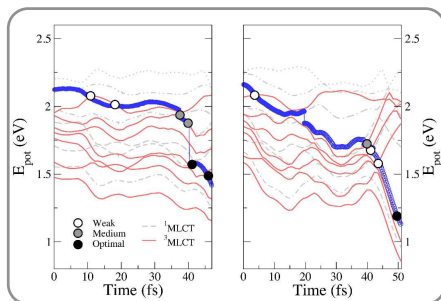 2.5
2
1.5
1
E_pot (eV)
Weak
Medium
Optimal
¹MLCT
³MLCT
0 10 20 30 40
Time (fs)
2.5
2
1.5
1
E_pot (eV)
0 10 20 30 40 50
Time (fs)